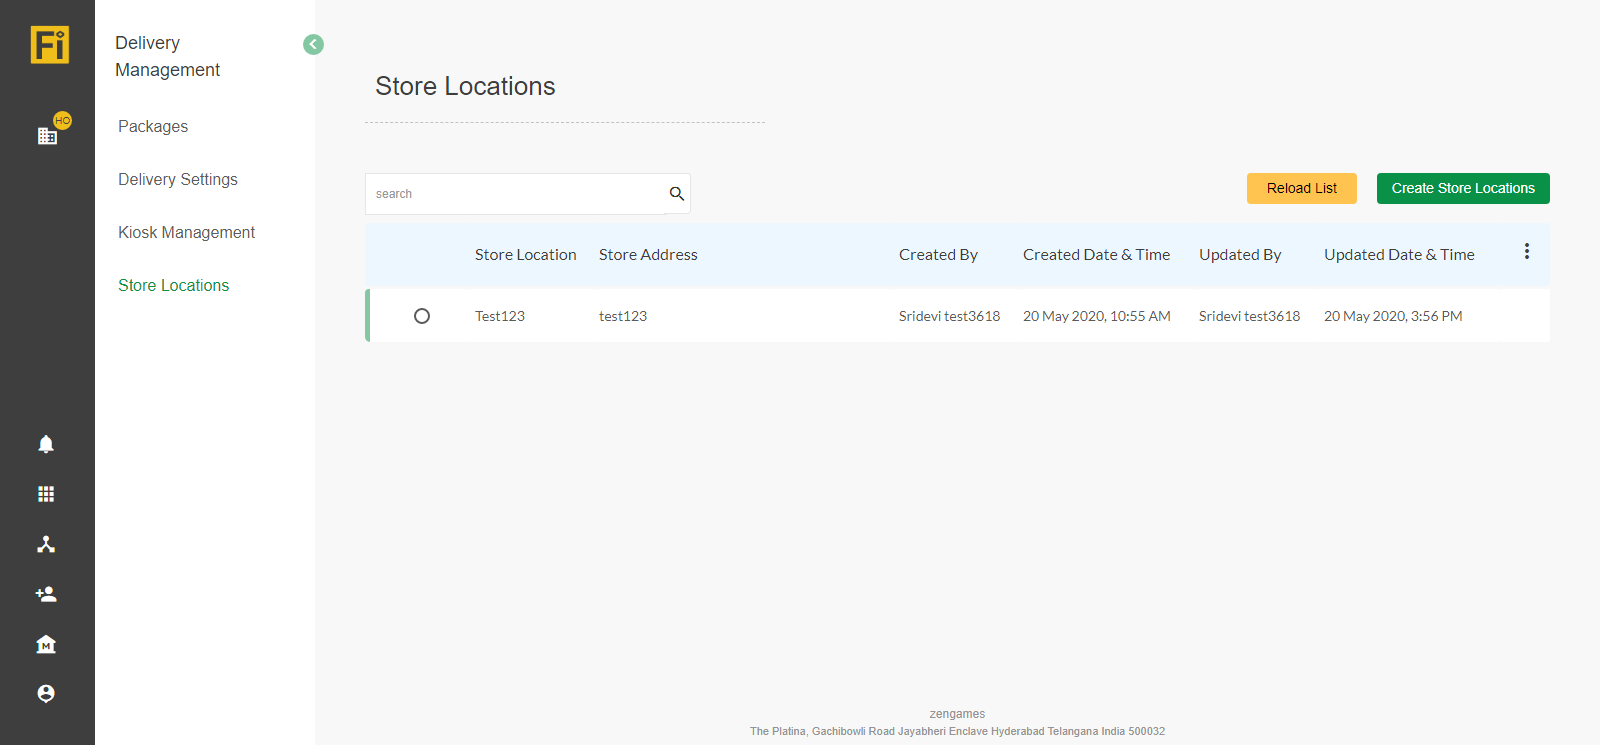 Fi
HO
Delivery
Management
Packages
Delivery Settings
Kiosk Management
Store Locations
Store Locations
search
Reload List
Create Store Locations
Store Location Store Address Created By Created Date & Time Updated By Updated Date & Time
Test123 test123 Sridevi test3618 20 May 2020, 10:55 AM Sridevi test3618 20 May 2020, 3:56 PM
M
zengames
The Platina, Gachibowli Road Jayabheri Enclave Hyderabad Telangana India 500032